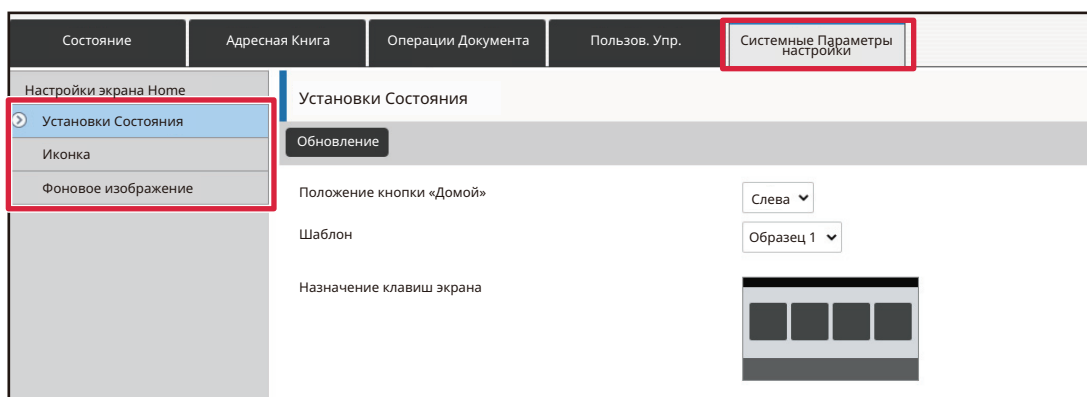 Состояние
Адресная Книга
Операции Документа
Пользов. Упр.
Системные Параметры
настройки
Настройки экрана Home
Установки Состояния
Иконка
Фоновое изображение
Установки Состояния
Обновление
Положение кнопки «Домой»
Слева
Шаблон
Образец 1
Назначение клавиш экрана